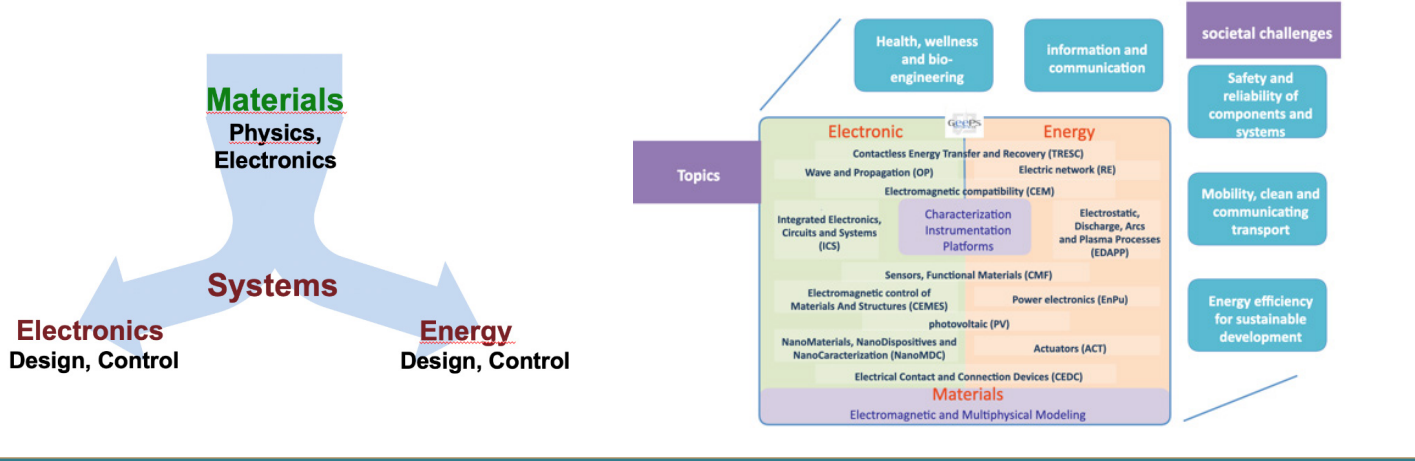 Materials
Physics,
Electronics
Systems
Electronics
Design, Control
Energy
Design, Control
Topics
Health, wellness
and bio-
engineering
information and
communication
societal challenges
Safety and
reliability of
components and
systems
Mobility, clean and
communicating
transport
Energy efficiency
for sustainable
development
Electronic
GeePs
Energy
Contactless Energy Transfer and Recovery (TRESC)
Wave and Propagation (OP)
Electric network (RE)
Electromagnetic compatibility (CEM)
Integrated Electronics,
Circuits and Systems
(ICS)
Characterization
Instrumentation
Platforms
Electrostatic,
Discharge, Arcs
and Plasma Processes
(EDAPP)
Sensors, Functional Materials (CMF)
Electromagnetic control of
Materials And Structures (CEMES)
Power electronics (EnPu)
photovoltaic (PV)
NanoMaterials, NanoDispositives and
NanoCaracterization (NanoMDC)
Actuators (ACT)
Electrical Contact and Connection Devices (CEDC)
Materials
Electromagnetic and Multiphysical Modeling